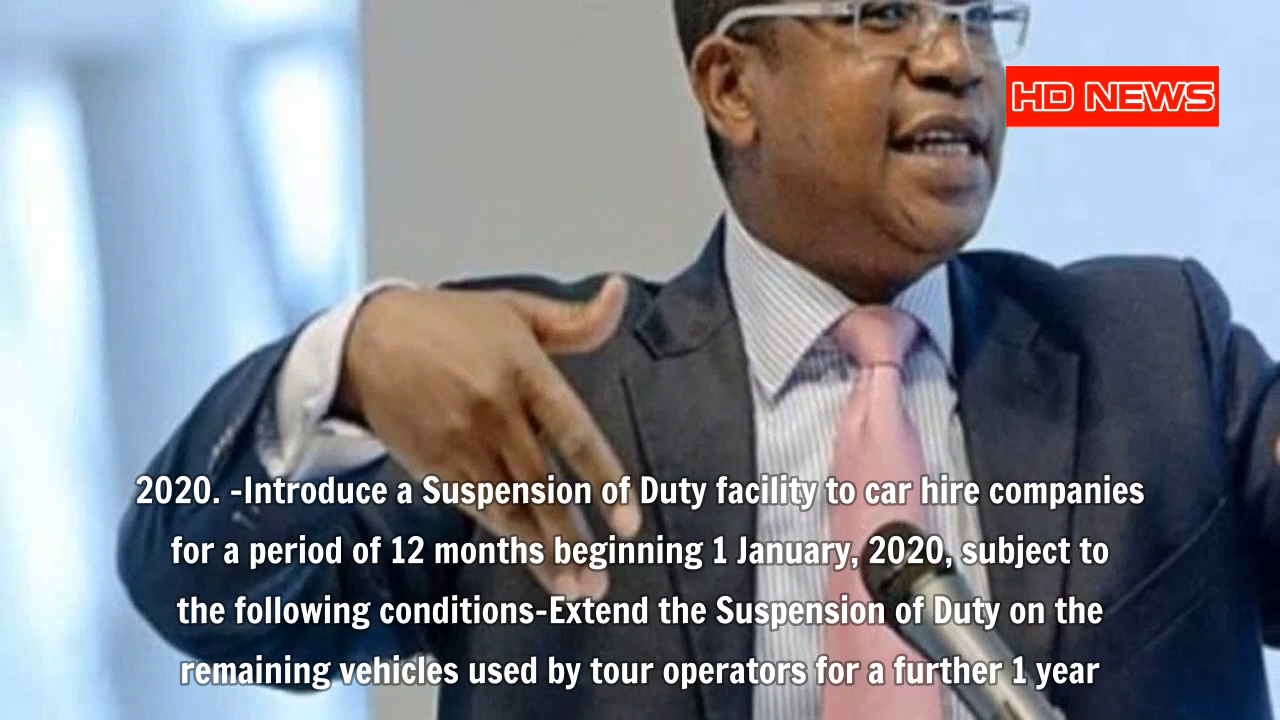 HD NEWS
2020. -Introduce a Suspension of Duty facility to car hire companies
for a period of 12 months beginning 1 January, 2020, subject to
the following conditions-Extend the Suspension of Duty on the
remaining vehicles used by tour operators for a further 1 year